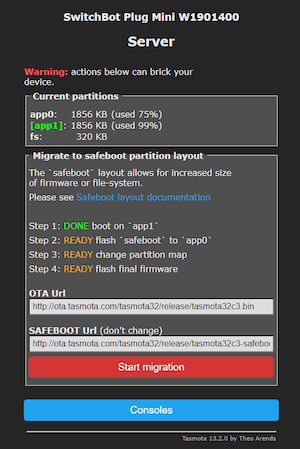 SwitchBot Plug Mini W1901400
Server
Warning: actions below can brick your
device.
Current partitions
app0: 1856 KB (used 75%)
[app1]: 1856 KB (used 99%)
fs: 320 KB
Migrate to safeboot partition layout
The `safeboot` layout allows for increased size
of firmware or file-system.
Please see Safeboot layout documentation
Step 1: DONE boot on `app1`
Step 2: READY flash `safeboot` to `app0`
Step 3: READY change partition map
Step 4: READY flash final firmware
OTA Url
http://ota.tasmota.com/tasmota32/release/tasmota32c3.bin
SAFEBOOT Url (don't change)
http://ota.tasmota.com/tasmota32/release/tasmota32c3-safeboo
Start migration
Consoles
Tasmota 13.2.0 by Theo Arends